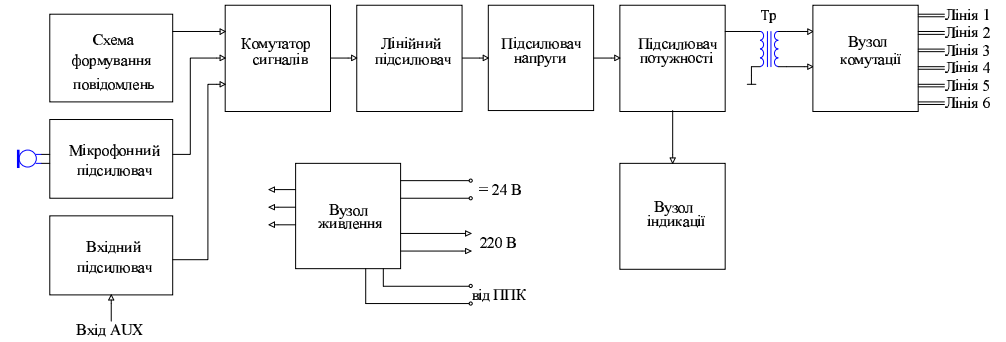 Схема
формування
повідомлень
Мікрофонний
підсилювач
Вхідний
підсилювач
Вхід AUX
Комутатор
сигналів
Лінійний
підсилювач
Підсилювач
напруги
Підсилювач
потужності
Тр
Вузол
комутації
Лінія 1
Лінія 2
Лінія 3
Лінія 4
Лінія 5
Лінія 6
Вузол
живлення
= 24 В
220 В
від ППК
Вузол
індикації